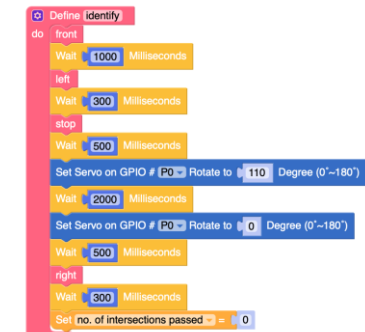 Define identify
do front
Wait 1000 Milliseconds
left
Wait 300 Milliseconds
stop
Wait 500 Milliseconds
Set Servo on GPIO # P0 Rotate to 110 Degree (0˚~180˚)
Wait 2000 Milliseconds
Set Servo on GPIO # P0 Rotate to 0 Degree (0˚~180˚)
Wait 500 Milliseconds
right
Wait 300 Milliseconds
Set no. of intersections passed = 0